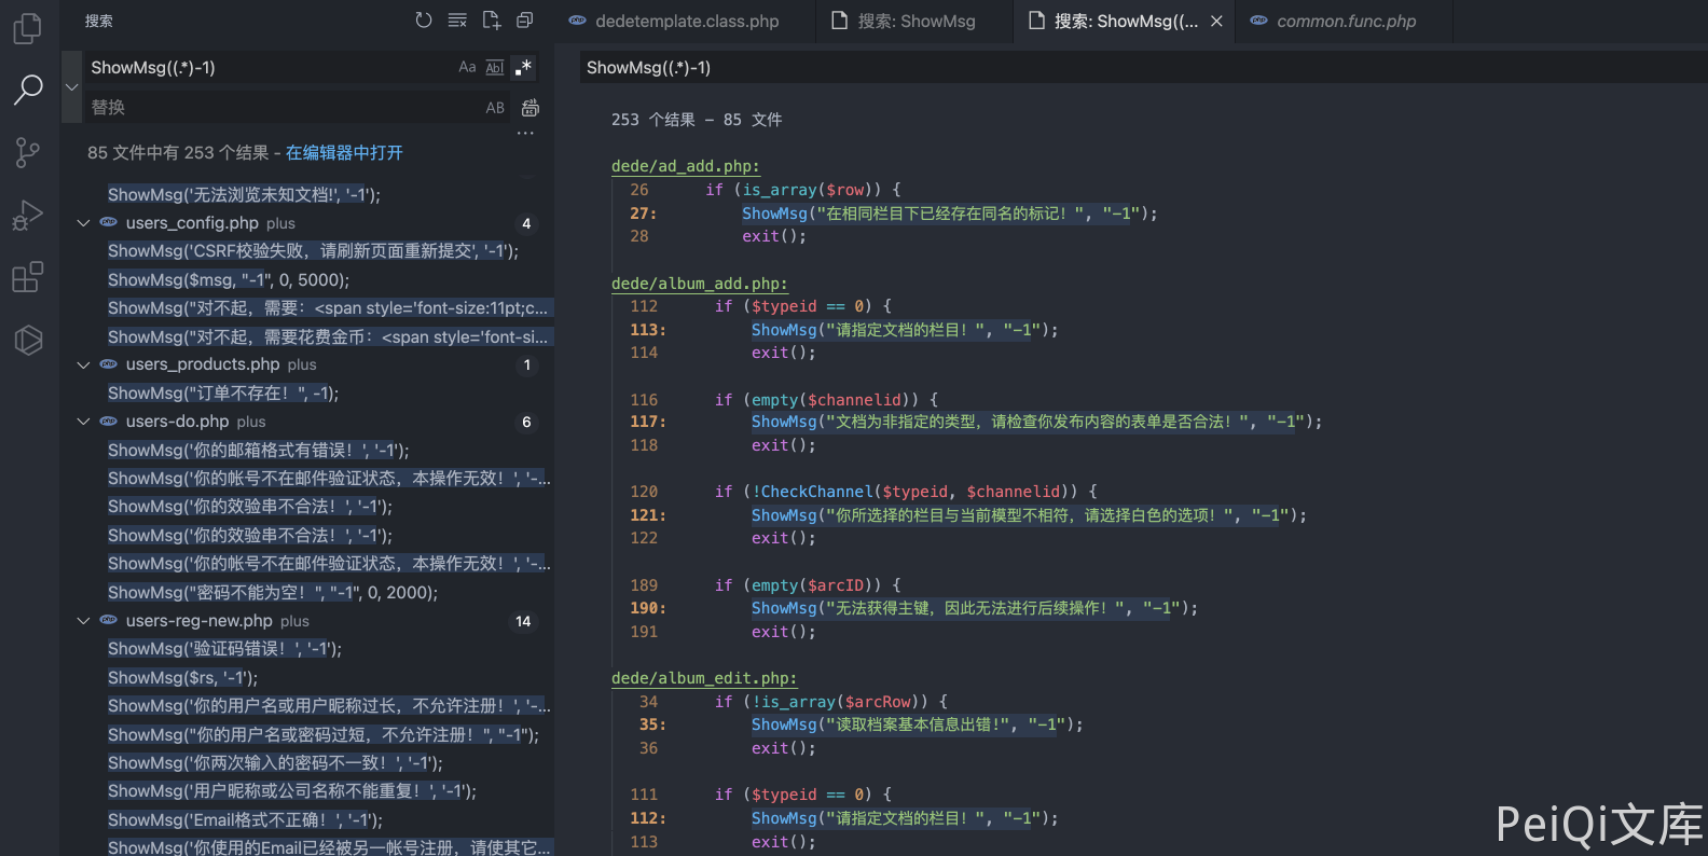 搜索
ShowMsg((.*)-1)
Aa
Abl
.*
替换
AB
...
85 文件中有 253 个结果 - 在编辑器中打开
ShowMsg('无法浏览未知文档!', '-1');
users_config.php plus 4
ShowMsg('CSRF校验失败，请刷新页面重新提交', '-1');
ShowMsg($msg, "-1", 0, 5000);
ShowMsg("对不起，需要：<span style='font-size:11pt;c...
ShowMsg("对不起，需要花费金币：<span style='font-si...
users_products.php plus 1
ShowMsg("订单不存在！", -1);
users-do.php plus 6
ShowMsg('你的邮箱格式有错误！', '-1');
ShowMsg('你的帐号不在邮件验证状态，本操作无效！', '-...
ShowMsg('你的效验串不合法！', '-1');
ShowMsg('你的效验串不合法！', '-1');
ShowMsg('你的帐号不在邮件验证状态，本操作无效！', '-...
ShowMsg("密码不能为空！", "-1", 0, 2000);
users-reg-new.php plus 14
ShowMsg('验证码错误！', '-1');
ShowMsg($rs, '-1');
ShowMsg('你的用户名或用户昵称过长，不允许注册！', '-...
ShowMsg("你的用户名或密码过短，不允许注册！", "-1");
ShowMsg('你两次输入的密码不一致！', '-1');
ShowMsg('用户昵称或公司名称不能重复！', '-1');
ShowMsg('Email格式不正确！', '-1');
ShowMsg('你使用的Email已经被另一帐号注册，请使其它...
dedetemplate.class.php
搜索: ShowMsg
搜索: ShowMsg((...
common.func.php
ShowMsg((.*)-1)
253 个结果 - 85 文件
dede/ad_add.php:
26 if (is_array($row)) {
27: ShowMsg("在相同栏目下已经存在同名的标记！", "-1");
28 exit();
dede/album_add.php:
112 if ($typeid == 0) {
113: ShowMsg("请指定文档的栏目！", "-1");
114 exit();
116 if (empty($channelid)) {
117: ShowMsg("文档为非指定的类型，请检查你发布内容的表单是否合法！", "-1");
118 exit();
120 if (!CheckChannel($typeid, $channelid)) {
121: ShowMsg("你所选择的栏目与当前模型不相符，请选择白色的选项！", "-1");
122 exit();
189 if (empty($arcID)) {
190: ShowMsg("无法获得主键，因此无法进行后续操作！", "-1");
191 exit();
dede/album_edit.php:
34 if (!is_array($arcRow)) {
35: ShowMsg("读取档案基本信息出错!", "-1");
36 exit();
111 if ($typeid == 0) {
112: ShowMsg("请指定文档的栏目！", "-1");
113 exit();
PeiQi文库